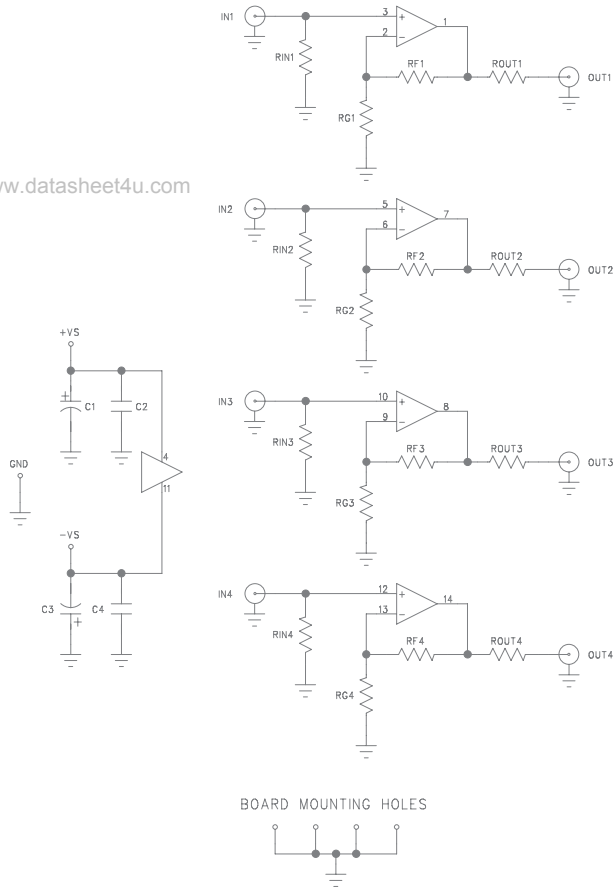 IN1
3
+
1
2
−
RIN1
RF1
ROUT1
OUT1
RG1
w.datasheet4u.com
IN2
5
+
7
6
−
RIN2
RF2
ROUT2
OUT2
RG2
+VS
+
C1
C2
4
11
GND
−VS
C3
+
C4
IN3
10
+
8
9
−
RIN3
RF3
ROUT3
OUT3
RG3
IN4
12
+
14
13
−
RIN4
RF4
ROUT4
OUT4
RG4
BOARD MOUNTING HOLES